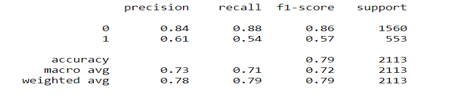 precision recall f1-score support
0 0.84 0.88 0.86 1560
1 0.61 0.54 0.57 553
accuracy 0.79 2113
macro avg 0.73 0.71 0.72 2113
weighted avg 0.78 0.79 0.79 2113